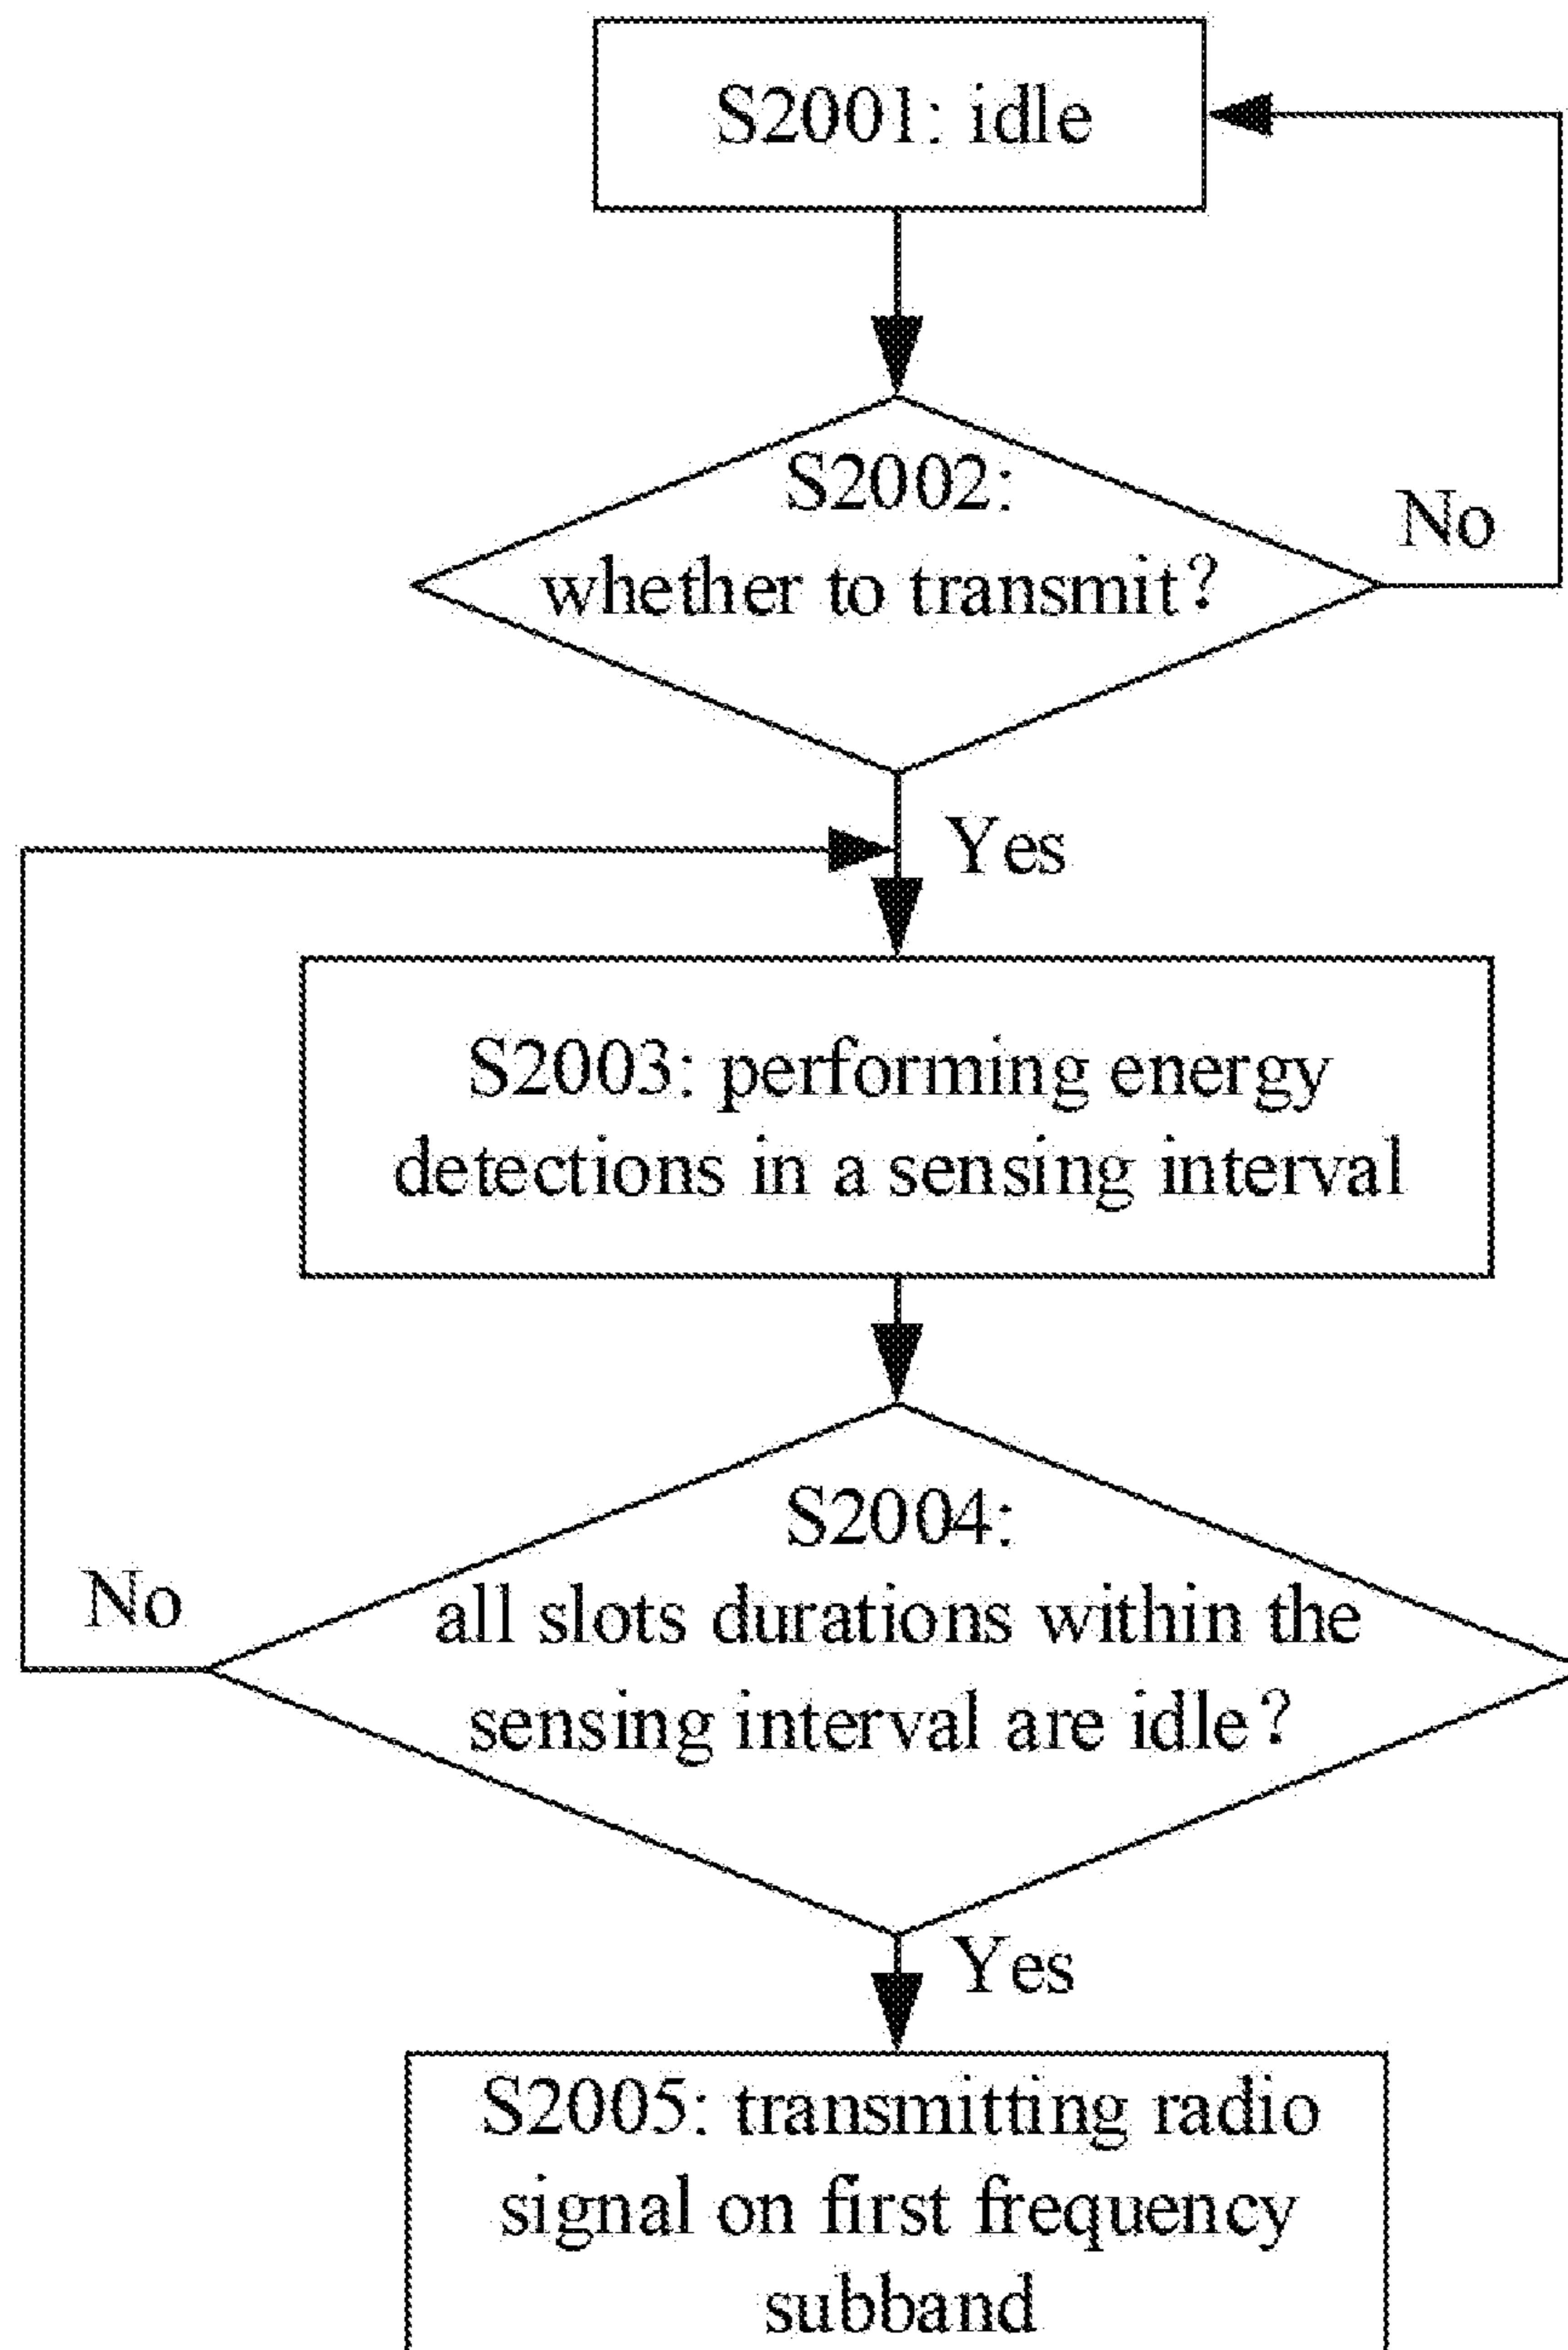 S2001: idle
S2002:
whether to transmit?
No
Yes
S2003: performing energy
detections in a sensing interval
S2004:
all slots durations within the
sensing interval are idle?
No
Yes
S2005: transmitting radio
signal on first frequency
subband